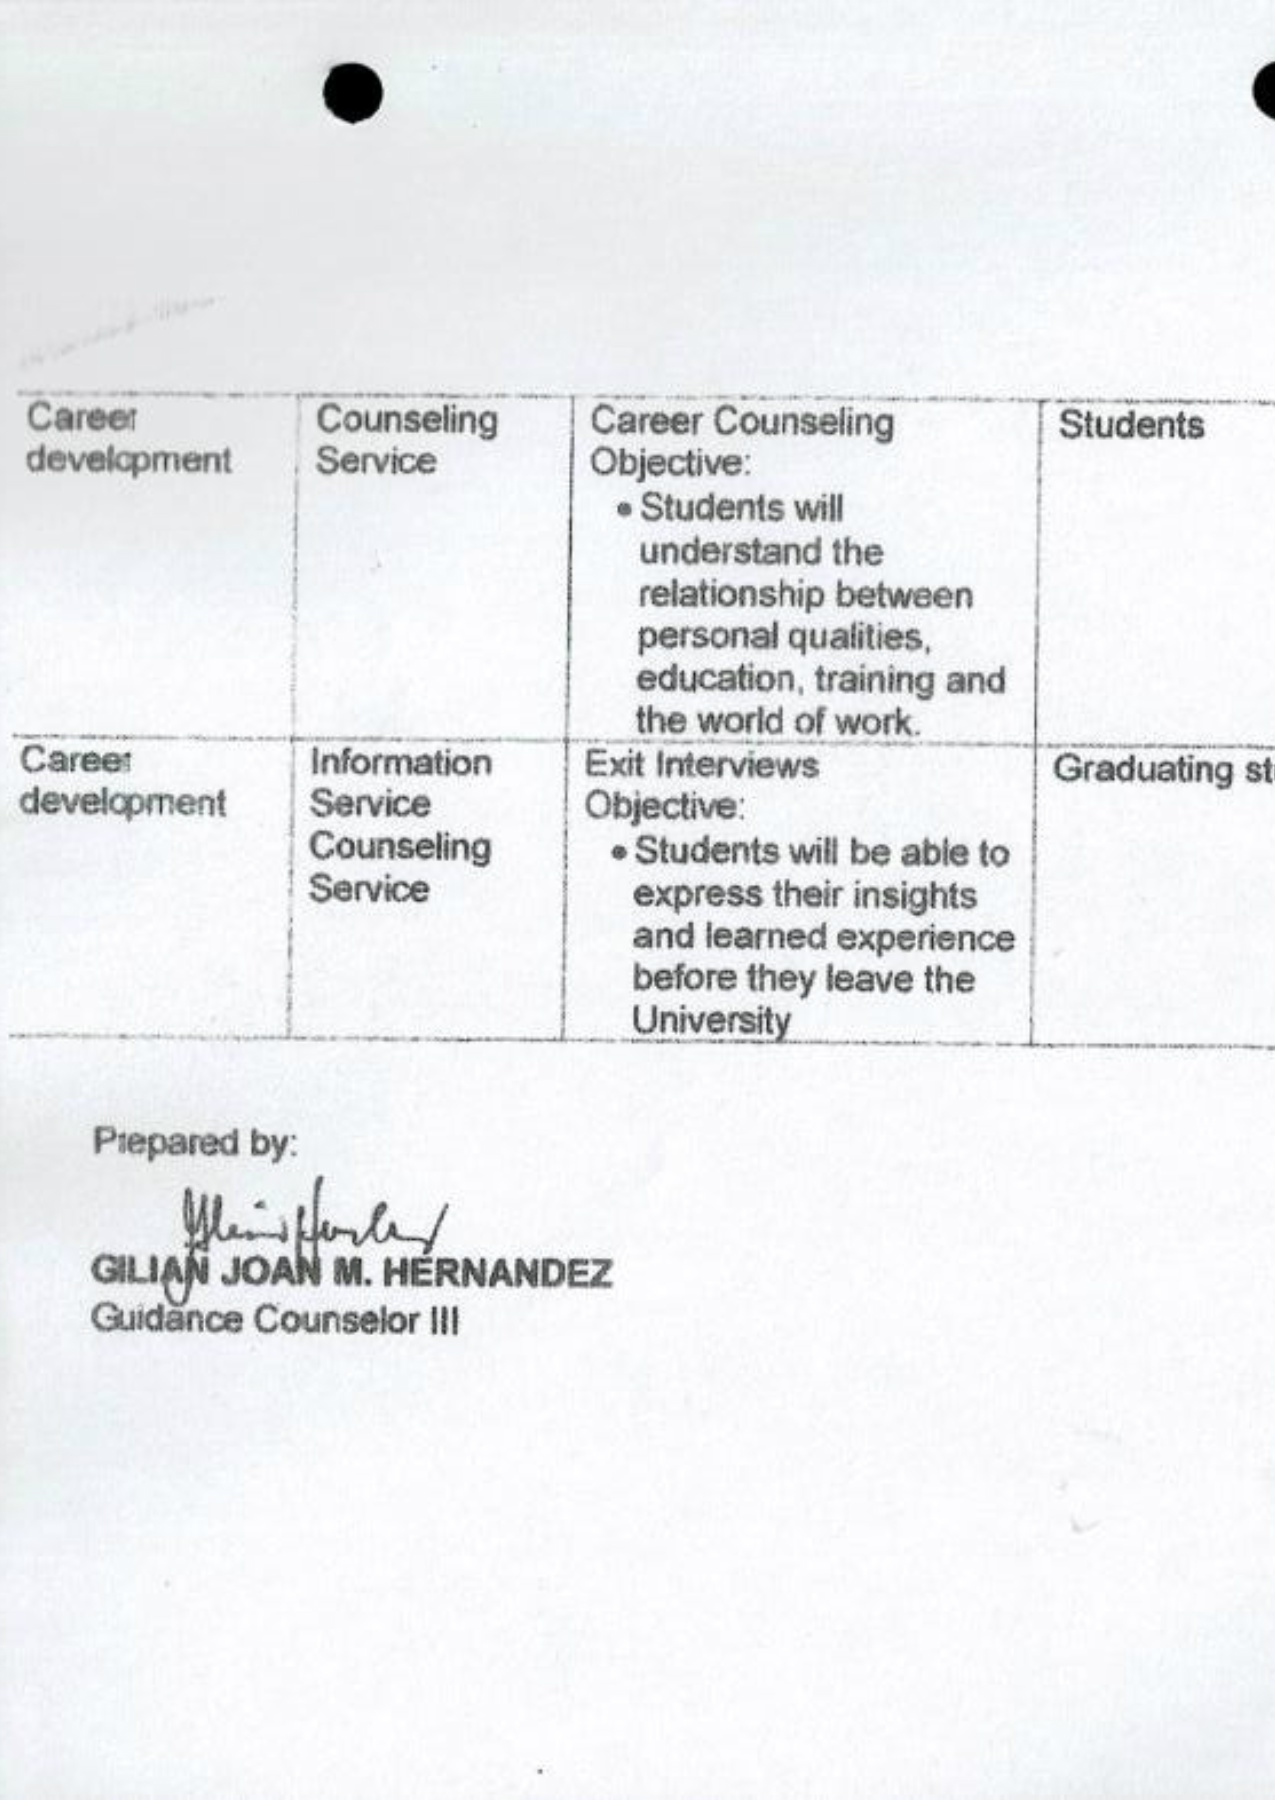 Career
development
Counseling
Service
Career Counseling
Objective:
• Students will
understand the
relationship between
personal qualities,
education, training and
the world of work.
Students
Career
development
Information
Service
Counseling
Service
Exit Interviews
Objective:
• Students will be able to
express their insights
and learned experience
before they leave the
University
Graduating st
Prepared by:
GILIAN JOAN M. HERNANDEZ
Guidance Counselor III